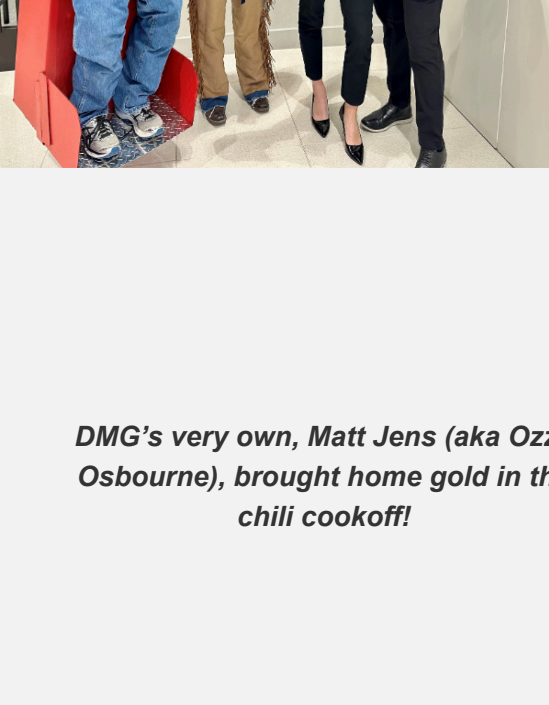 DMG’s very own, Matt Jens (aka
Osbourne), brought home gold in
chili cookoff!